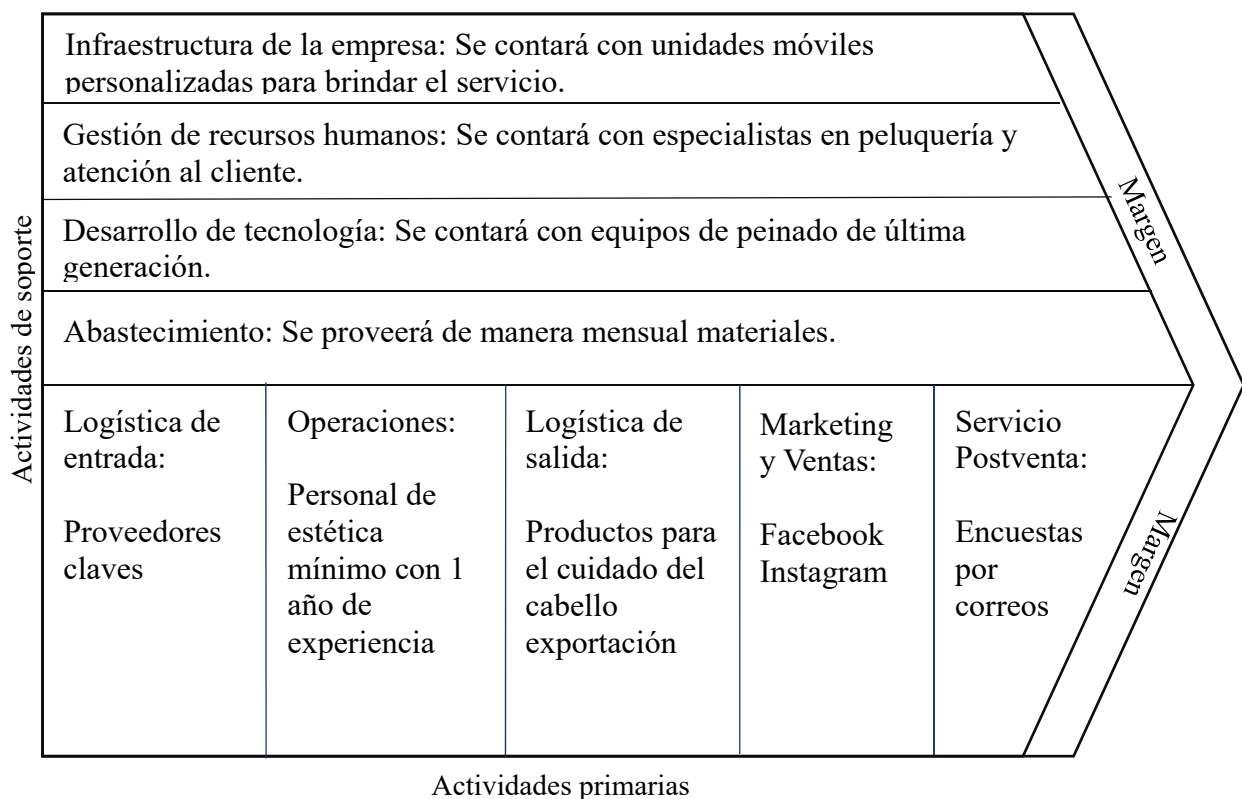 Infraestructura de la empresa: Se contará con unidades móviles
personalizadas para brindar el servicio.
Gestión de recursos humanos: Se contará con especialistas en peluquería y
atención al cliente.
Desarrollo de tecnología: Se contará con equipos de peinado de última
generación.
Abastecimiento: Se proveerá de manera mensual materiales.
Actividades de soporte
Margen
Logística de
entrada:
Proveedores
claves
Operaciones:
Personal de
estética
mínimo con 1
año de
experiencia
Logística de
salida:
Productos para
el cuidado del
cabello
exportación
Marketing
y Ventas:
Facebook
Instagram
Servicio
Postventa:
Encuestas
por
correos
Margen
Actividades primarias